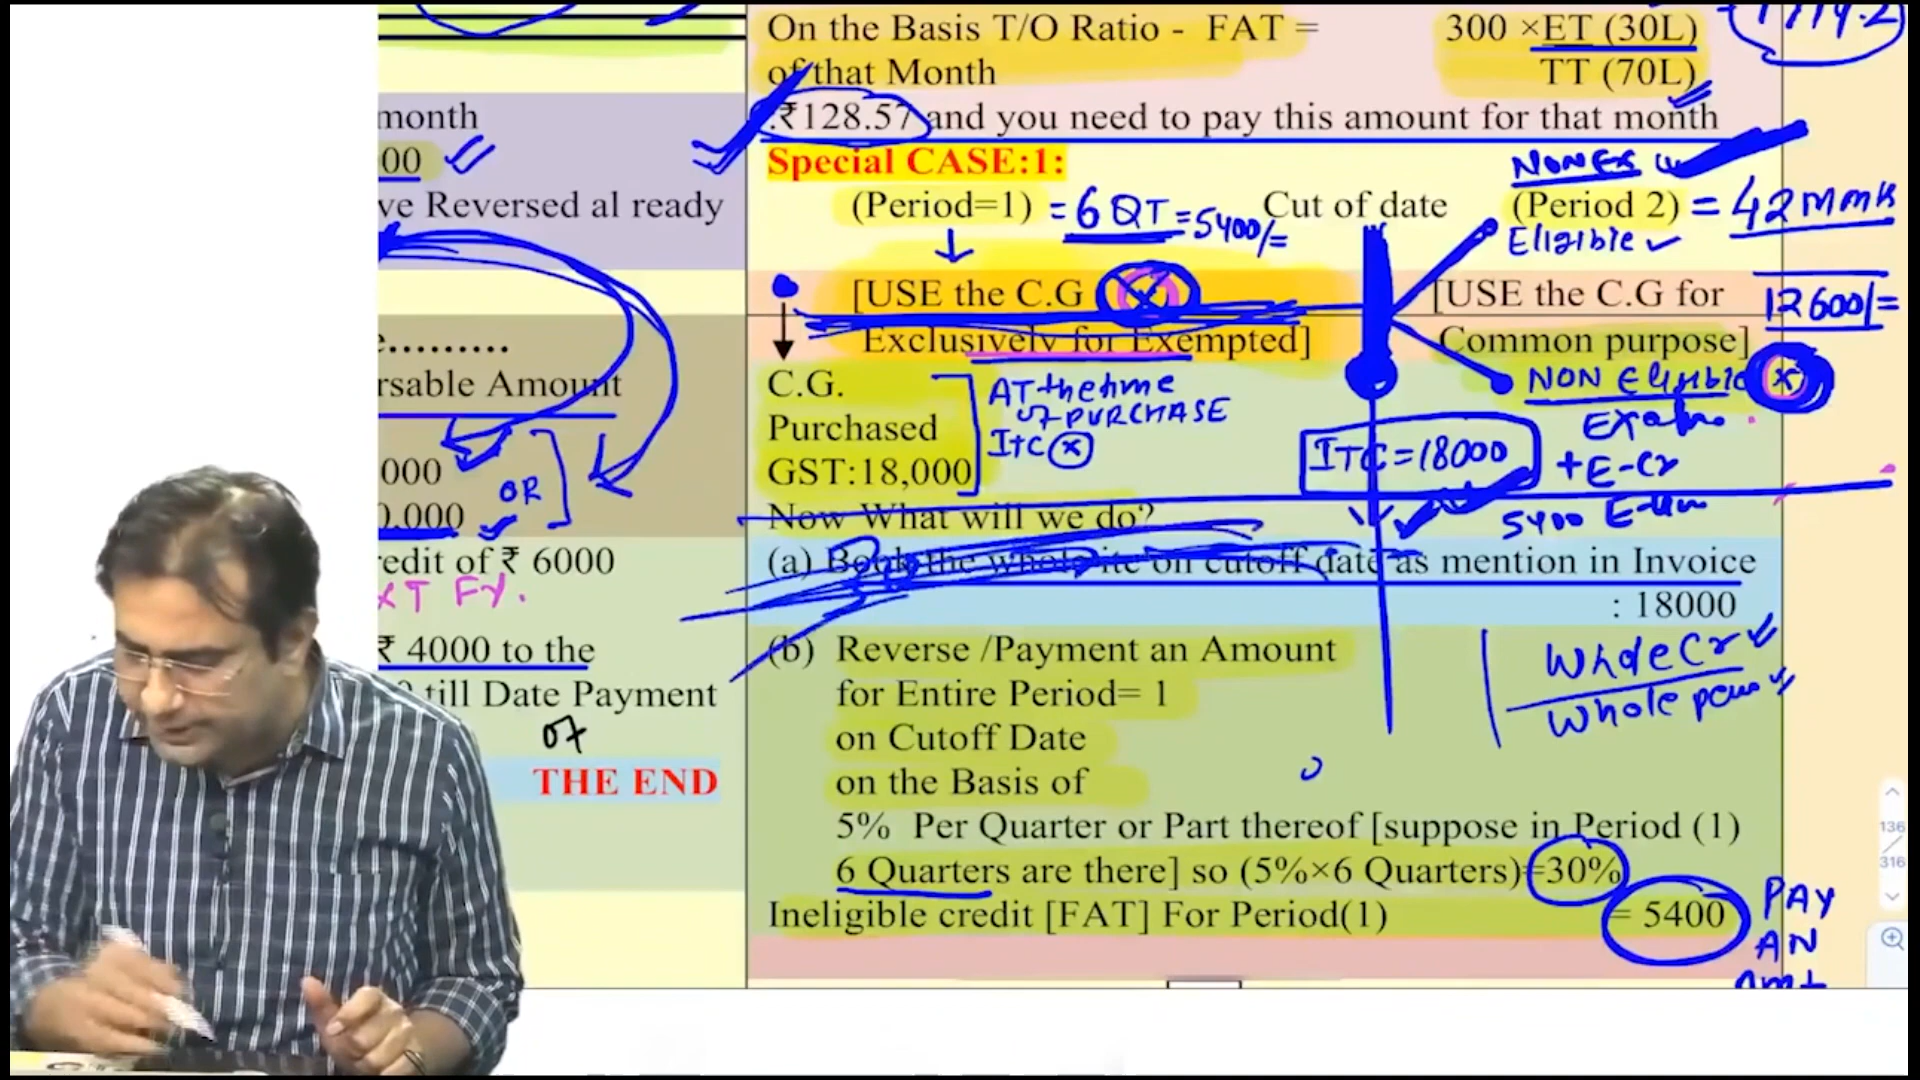 month
00
ve Reversed al ready
e.........
rsable Amount
000
0.000
OR
redit of ₹ 6000
XT FY.
₹ 4000 to the
till Date Payment
of
THE END
On the Basis T/O Ratio - FAT = 300 ×ET (30L)
of that Month TT (70L)
.₹128.57 and you need to pay this amount for that month
Special CASE:1:
NONEX
(Period=1) = 6 QT = 5400/= Cut of date (Period 2) = 42 MMK
Eligible
[USE the C.G [USE the C.G for 12600/=
Exclusively for Exempted] Common purpose]
C.G. AT the time NON Eligible
Purchased of PURCHASE
GST:18,000 ITC ITC=18000 +E-Cr
Now What will we do? 5400
(a) Book the whole itc on cutoff date as mention in Invoice
: 18000
(b) Reverse /Payment an Amount Whole Cr
for Entire Period= 1 Whole
on Cutoff Date
on the Basis of
5% Per Quarter or Part thereof [suppose in Period (1)
6 Quarters are there] so (5%×6 Quarters)=30%
Ineligible credit [FAT] For Period(1) = 5400
PAY
AN
Amt
136
316